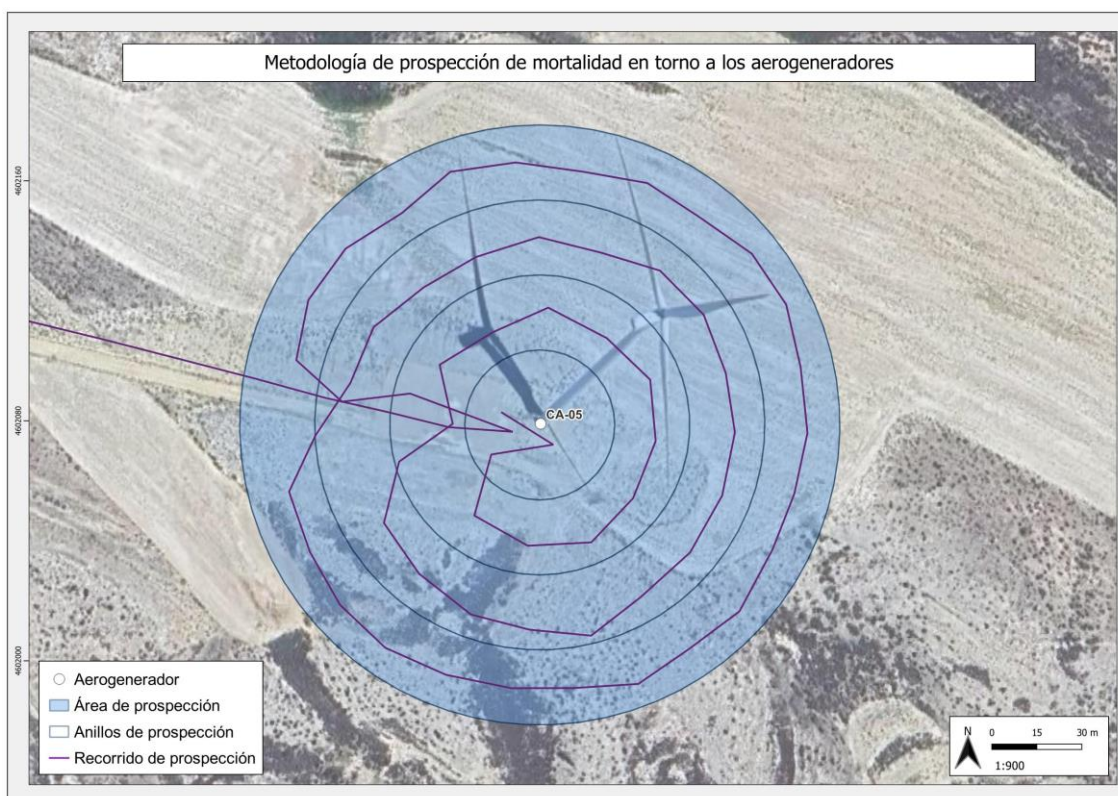 Metodología de prospección de mortalidad en torno a los aerogeneradores
4602160
4602080
4602000
CA-05
Aerogenerador
Área de prospección
Anillos de prospección
Recorrido de prospección
N
0 15 30 m
1:900